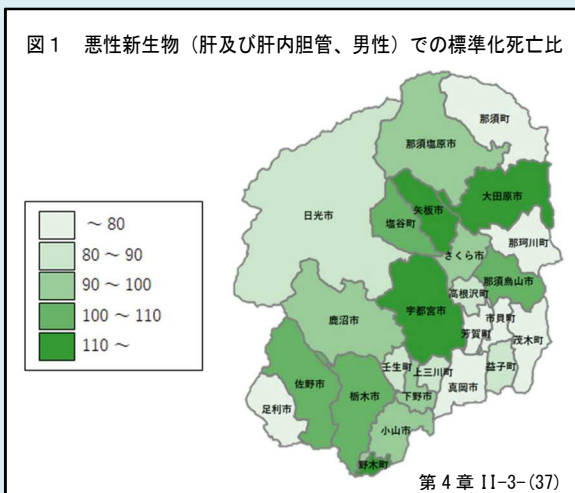 図1 悪性新生物（肝及び肝内胆管、男性）での標準化死亡比
～80
80～90
90～100
100～110
110～
那須町
那須塩原市
大田原市
矢板市
日光市
塩谷町
那珂川町
さくら市
那須烏山市
高根沢町
宇都宮市
市貝町
鹿沼市
芳賀町
茂木町
壬生町
上三川町
益子町
佐野市
栃木市
真岡市
下野市
足利市
小山市
野木町
第4章 II-3-(37)